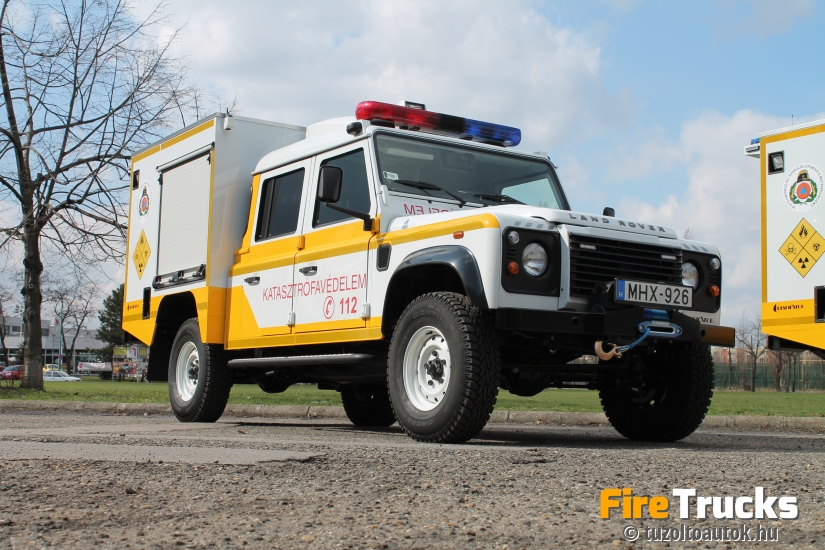 LAND ROVER
KATASZTRÓFAVÉDELEM
112
H MHX-926
FireTrucks
© tuzoltoautok.hu